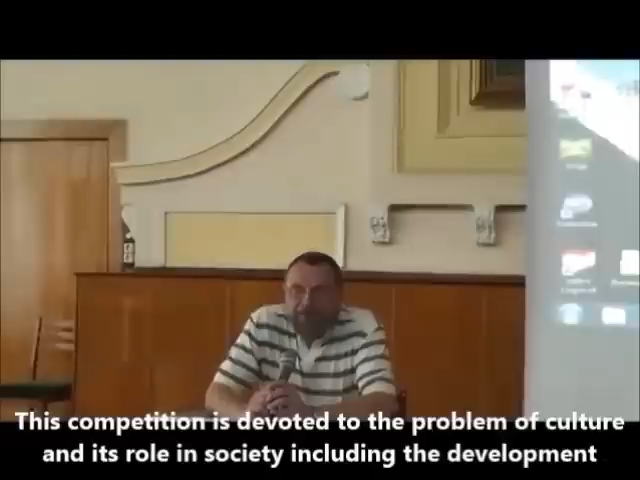 This competition is devoted to the problem of culture
and its role in society including the development